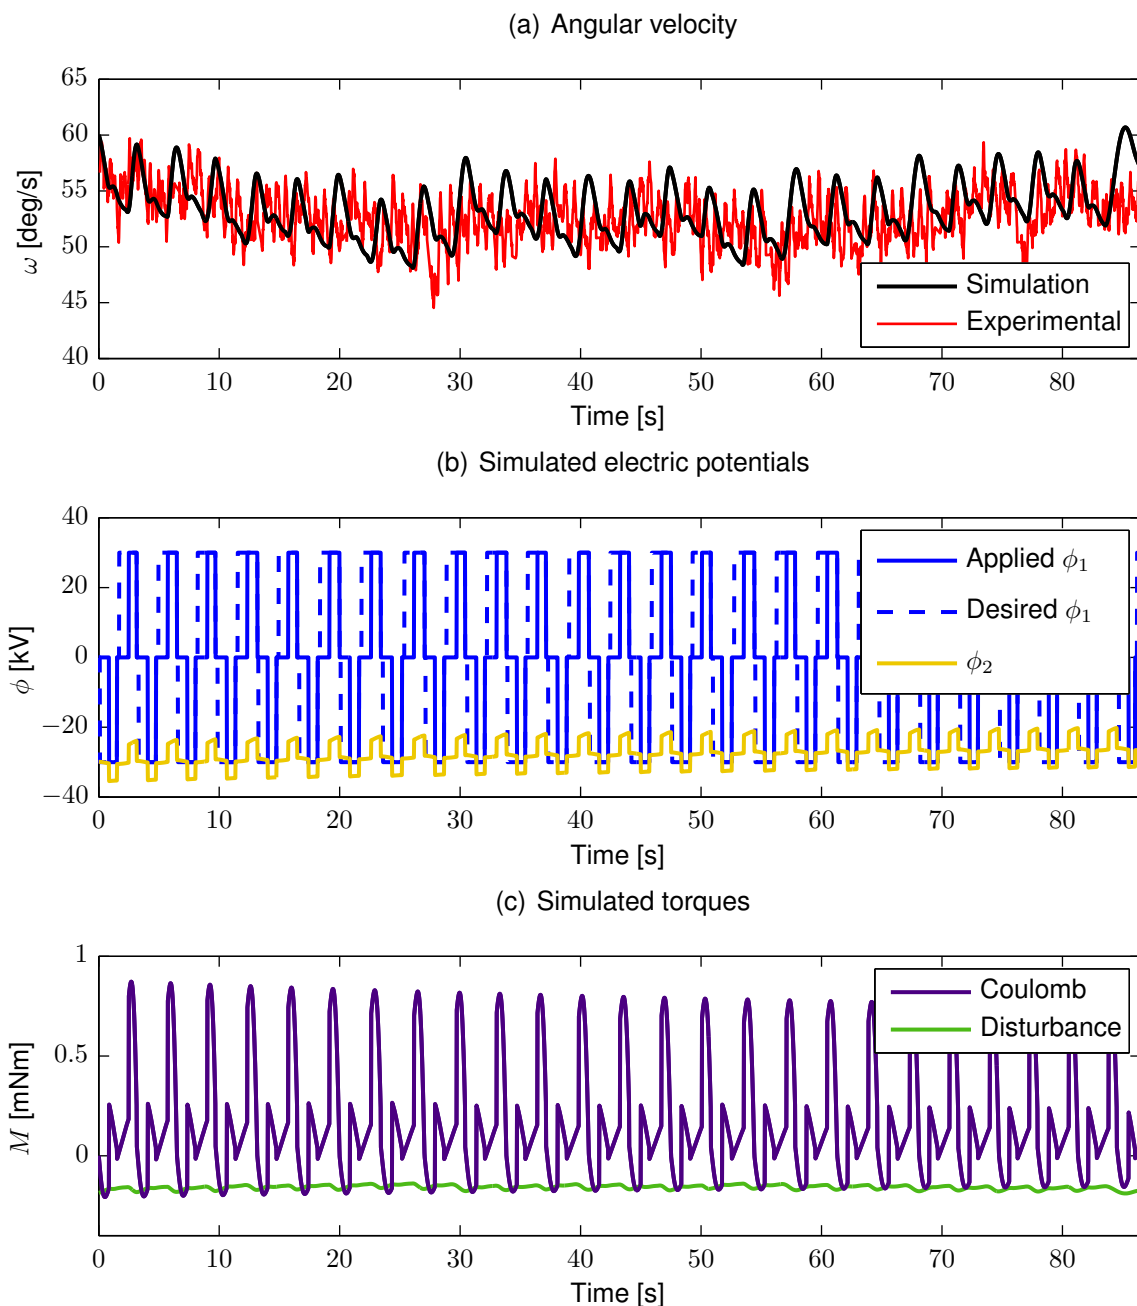 (a) Angular velocity
65
60
55
50
45
40
ω [deg/s]
Simulation
Experimental
0 10 20 30 40 50 60 70 80
Time [s]
(b) Simulated electric potentials
40
20
0
−20
−40
ϕ [kV]
Applied ϕ₁
Desired ϕ₁
ϕ₂
0 10 20 30 40 50 60 70 80
Time [s]
(c) Simulated torques
1
0.5
0
M [mNm]
Coulomb
Disturbance
0 10 20 30 40 50 60 70 80
Time [s]